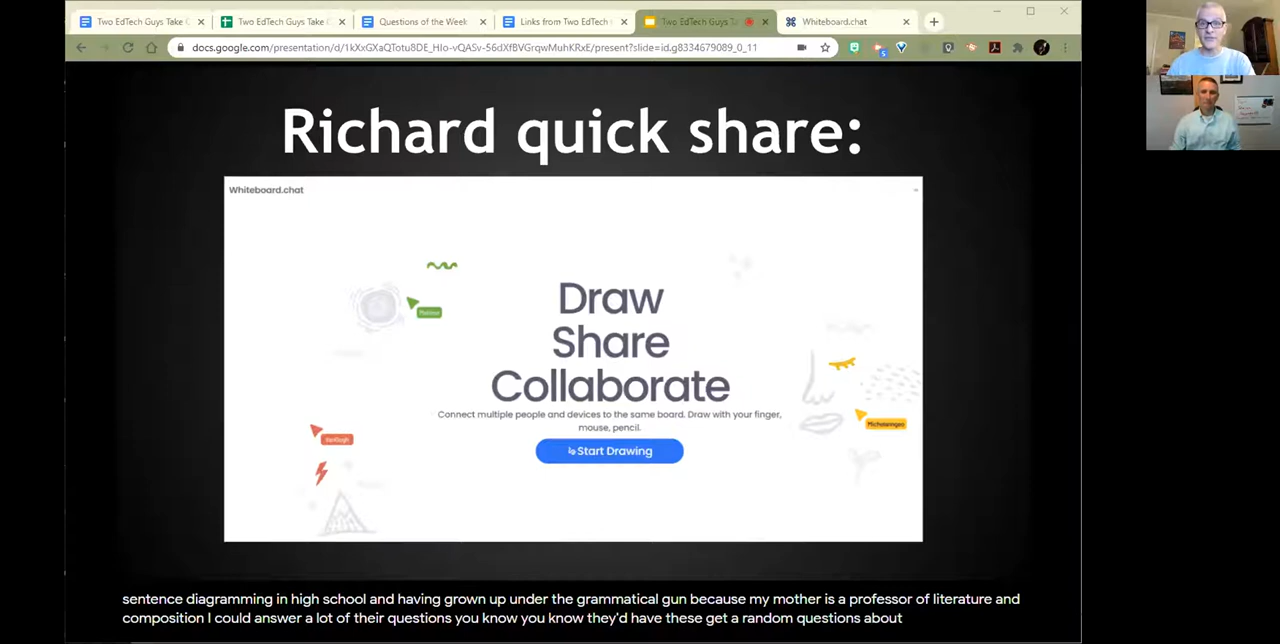 Two EdTech Guys Take Q
Two EdTech Guys Take Q
Questions of the Week
Links from Two EdTech
Two EdTech Guys Ta
Whiteboard.chat
docs.google.com/presentation/d/1kXxGXaQTotu8DE_HIo-vQASv-56dXfBVGrqwMuhKRxE/present?slide=id.g8334679089_0_11
Richard quick share:
Whiteboard.chat
Draw
Share
Collaborate
Connect multiple people and devices to the same board. Draw with your finger,
mouse, pencil.
Start Drawing
VanGogh
Michelangelo
sentence diagramming in high school and having grown up under the grammatical gun because my mother is a professor of literature and
composition I could answer a lot of their questions you know you know they'd have these get a random questions about